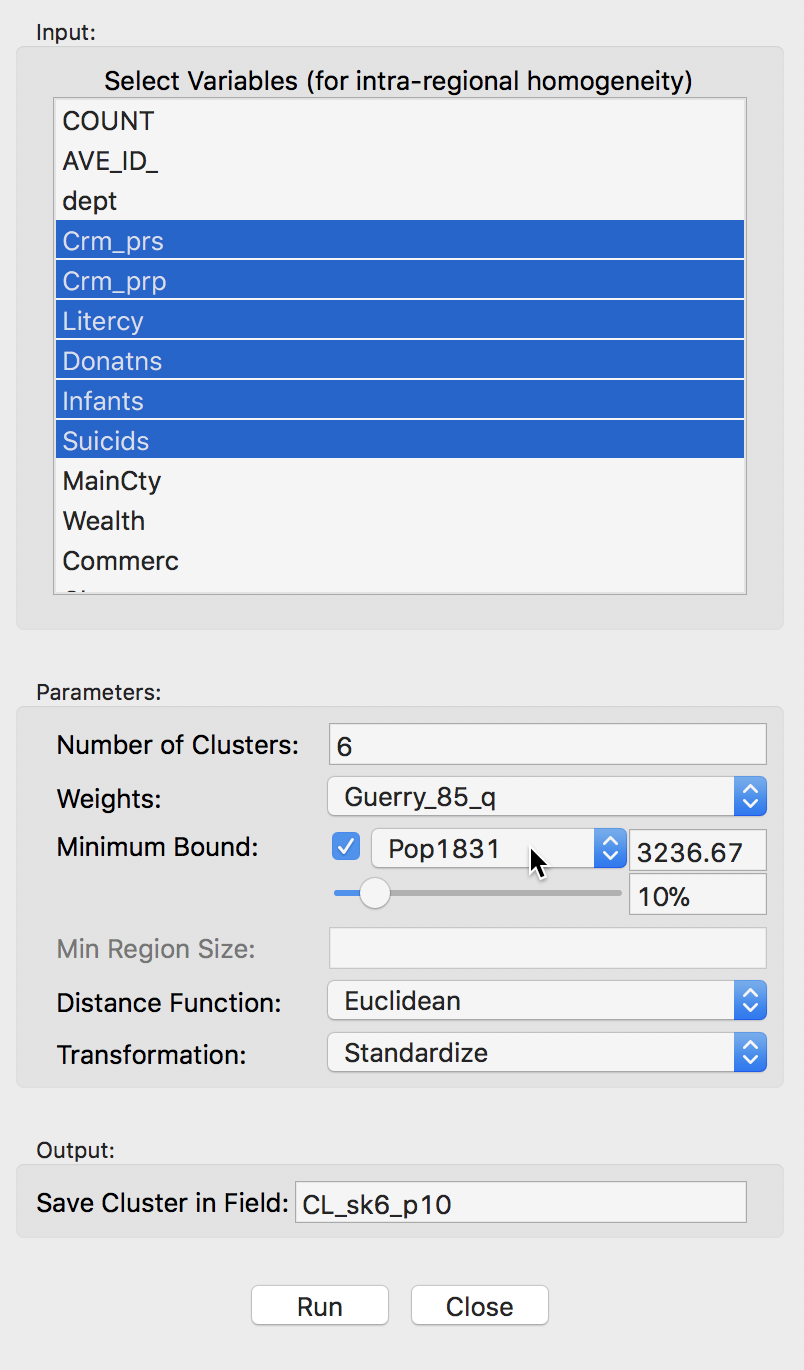 Input:
Select Variables (for intra-regional homogeneity)
COUNT
AVE_ID_
dept
Crm_prs
Crm_prp
Litercy
Donatns
Infants
Suicids
MainCty
Wealth
Commerc
Parameters:
Number of Clusters: 6
Weights: Guerry_85_q
Minimum Bound: Pop1831 3236.67
10%
Min Region Size:
Distance Function: Euclidean
Transformation: Standardize
Output:
Save Cluster in Field: CL_sk6_p10
Run Close